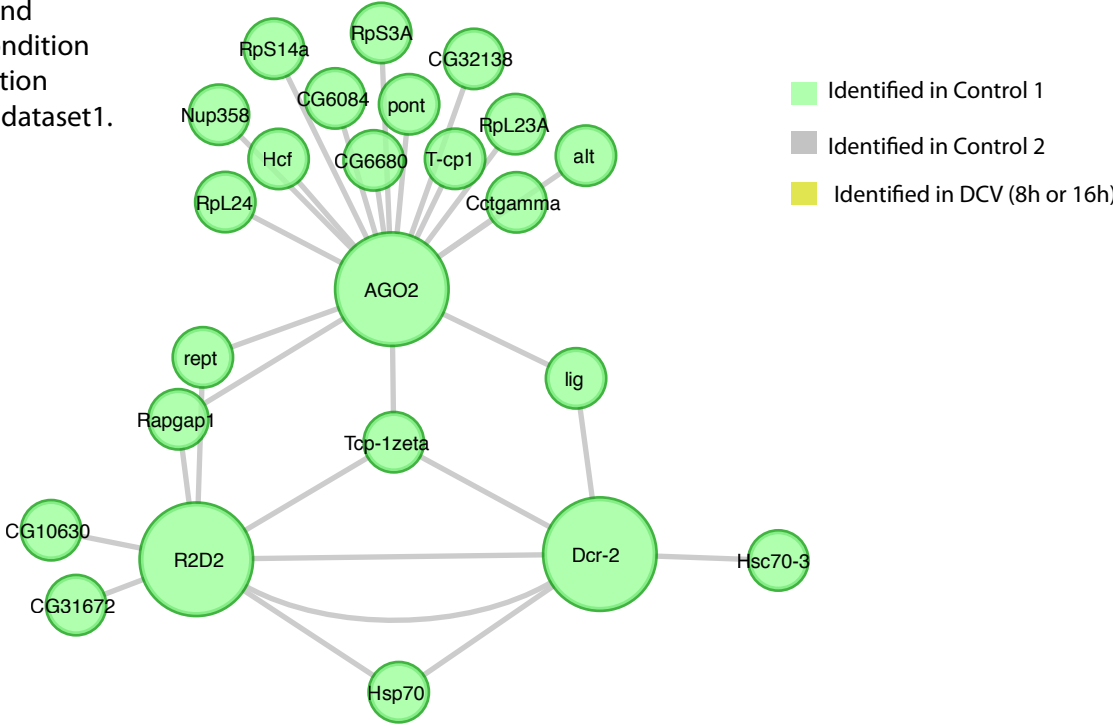 nd
ndition
tion
dataset1.
RpS14a
RpS3A
CG32138
CG6084
pont
Nup358
RpL23A
Hcf
CG6680
T-cp1
alt
RpL24
Cctgamma
AGO2
rept
lig
Rapgap1
Tcp-1zeta
CG10630
R2D2
Dcr-2
Hsc70-3
CG31672
Hsp70
Identified in Control 1
Identified in Control 2
Identified in DCV (8h or 16h)